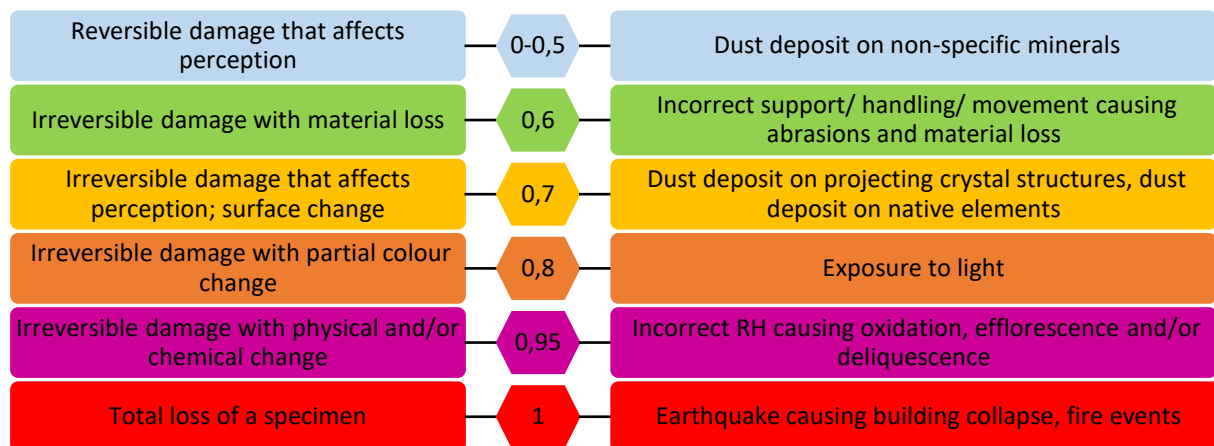 Reversible damage that affects
perception
0-0,5
Dust deposit on non-specific minerals
Irreversible damage with material loss
0,6
Incorrect support/ handling/ movement causing
abrasions and material loss
Irreversible damage that affects
perception; surface change
0,7
Dust deposit on projecting crystal structures, dust
deposit on native elements
Irreversible damage with partial colour
change
0,8
Exposure to light
Irreversible damage with physical and/or
chemical change
0,95
Incorrect RH causing oxidation, efflorescence and/or
deliquescence
Total loss of a specimen
1
Earthquake causing building collapse, fire events